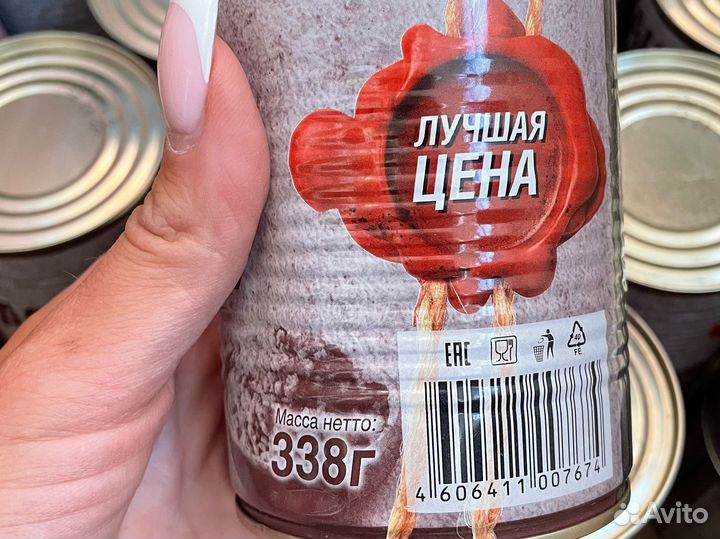 ЛУЧШАЯ
ЦЕНА
EAC
40
FE
Масса нетто:
338г
4 606411 007674
Avito